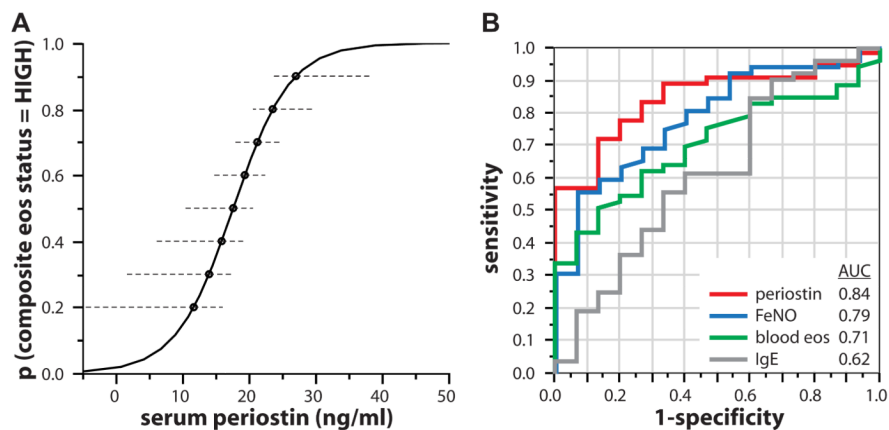 A
p (composite eos status = HIGH)
1.0
0.8
0.6
0.4
0.2
0.0
0
10
20
30
40
50
serum periostin (ng/ml)
B
sensitivity
1.0
0.9
0.8
0.7
0.6
0.5
0.4
0.3
0.2
0.1
0.0
AUC
periostin 0.84
FeNO 0.79
blood eos 0.71
IgE 0.62
0.0
0.2
0.4
0.6
0.8
1.0
1-specificity